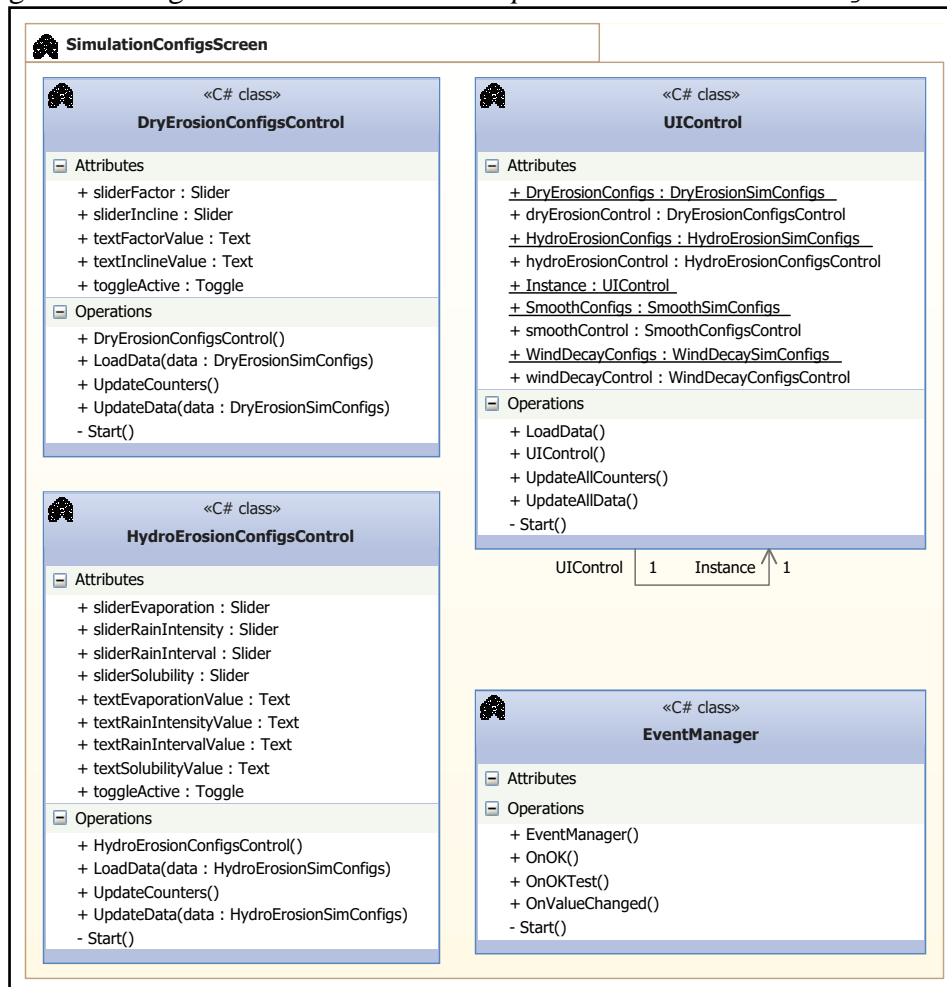 SimulationConfigsScreen
«C# class»
DryErosionConfigsControl
Attributes
+ sliderFactor : Slider
+ sliderIncline : Slider
+ textFactorValue : Text
+ textInclineValue : Text
+ toggleActive : Toggle
Operations
+ DryErosionConfigsControl()
+ LoadData(data : DryErosionSimConfigs)
+ UpdateCounters()
+ UpdateData(data : DryErosionSimConfigs)
- Start()
«C# class»
UIControl
Attributes
+ DryErosionConfigs : DryErosionSimConfigs
+ dryErosionControl : DryErosionConfigsControl
+ HydroErosionConfigs : HydroErosionSimConfigs
+ hydroErosionControl : HydroErosionConfigsControl
+ Instance : UIControl
+ SmoothConfigs : SmoothSimConfigs
+ smoothControl : SmoothConfigsControl
+ WindDecayConfigs : WindDecaySimConfigs
+ windDecayControl : WindDecayConfigsControl
Operations
+ LoadData()
+ UIControl()
+ UpdateAllCounters()
+ UpdateAllData()
- Start()
UIControl 1 Instance 1
«C# class»
HydroErosionConfigsControl
Attributes
+ sliderEvaporation : Slider
+ sliderRainIntensity : Slider
+ sliderRainInterval : Slider
+ sliderSolubility : Slider
+ textEvaporationValue : Text
+ textRainIntensityValue : Text
+ textRainIntervalValue : Text
+ textSolubilityValue : Text
+ toggleActive : Toggle
Operations
+ HydroErosionConfigsControl()
+ LoadData(data : HydroErosionSimConfigs)
+ UpdateCounters()
+ UpdateData(data : HydroErosionSimConfigs)
- Start()
«C# class»
EventManager
Attributes
Operations
+ EventManager()
+ OnOK()
+ OnOKTest()
+ OnValueChanged()
- Start()